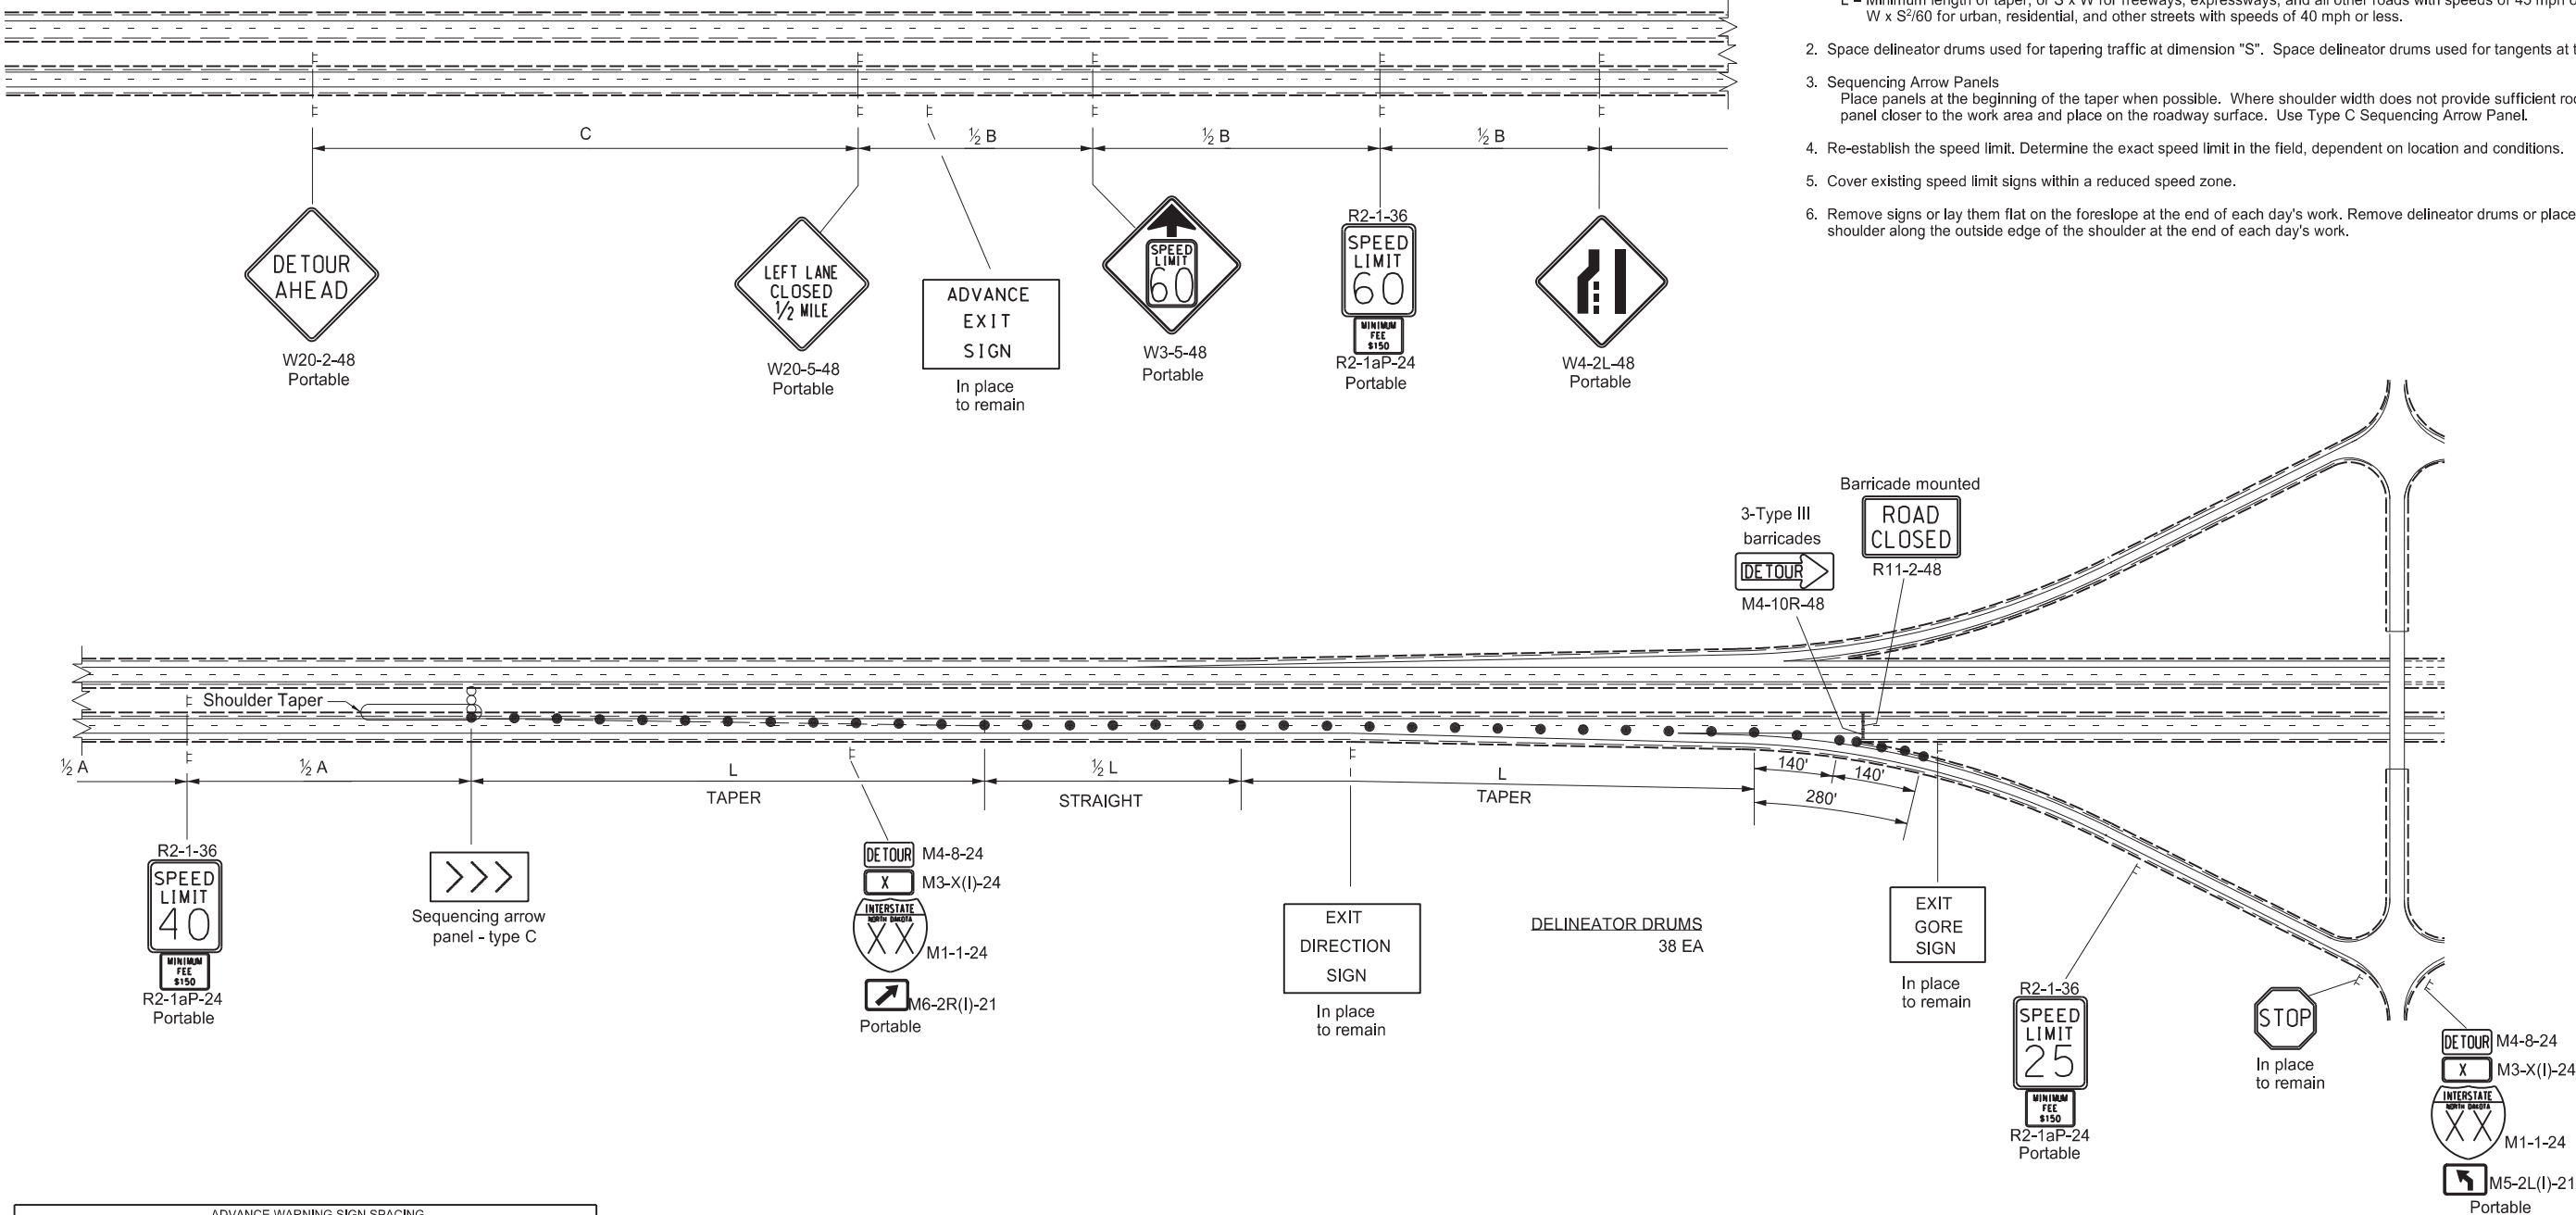 L = Minimum length of taper, or S x W for freeways, expressways, and all other roads with speeds of 45 mph
W x S²/60 for urban, residential, and other streets with speeds of 40 mph or less.
2. Space delineator drums used for tapering traffic at dimension "S". Space delineator drums used for tangents at
3. Sequencing Arrow Panels
Place panels at the beginning of the taper when possible. Where shoulder width does not provide sufficient
panel closer to the work area and place on the roadway surface. Use Type C Sequencing Arrow Panel.
4. Re-establish the speed limit. Determine the exact speed limit in the field, dependent on location and conditions.
5. Cover existing speed limit signs within a reduced speed zone.
6. Remove signs or lay them flat on the foreslope at the end of each day's work. Remove delineator drums or place
shoulder along the outside edge of the shoulder at the end of each day's work.
C
½ B
½ B
½ B
DETOUR
AHEAD
W20-2-48
Portable
LEFT LANE
CLOSED
1/2 MILE
W20-5-48
Portable
ADVANCE
EXIT
SIGN
In place
to remain
SPEED
LIMIT
60
W3-5-48
Portable
R2-1-36
SPEED
LIMIT
60
MINIMUM
FEE
$150
R2-1aP-24
Portable
W4-2L-48
Portable
3-Type III
barricades
DETOUR
M4-10R-48
Barricade mounted
ROAD
CLOSED
R11-2-48
Shoulder Taper
½ A
½ A
L
TAPER
½ L
STRAIGHT
L
TAPER
140'
140'
280'
R2-1-36
SPEED
LIMIT
40
MINIMUM
FEE
$150
R2-1aP-24
Portable
Sequencing arrow
panel - type C
DETOUR M4-8-24
X M3-X(I)-24
INTERSTATE
NORTH DAKOTA
XX
M1-1-24
M6-2R(I)-21
Portable
EXIT
DIRECTION
SIGN
In place
to remain
DELINEATOR DRUMS
38 EA
EXIT
GORE
SIGN
In place
to remain
R2-1-36
SPEED
LIMIT
25
MINIMUM
FEE
$150
R2-1aP-24
Portable
STOP
In place
to remain
DETOUR M4-8-24
X M3-X(I)-24
INTERSTATE
NORTH DAKOTA
XX
M1-1-24
M5-2L(I)-21
Portable
ADVANCE WARNING SIGN SPACING